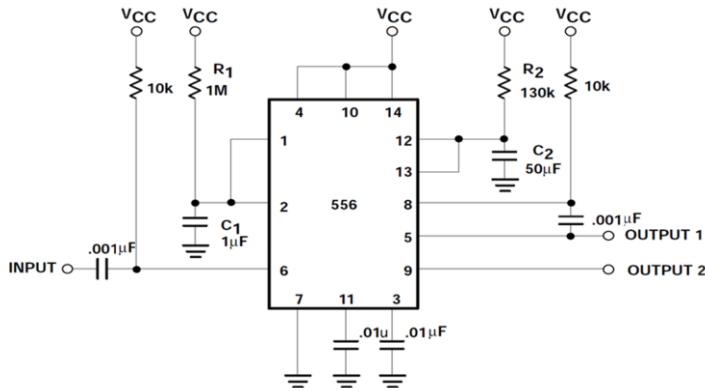 VCC VCC VCC VCC VCC
10k
R1
1M
R2
130k
10k
4 10 14
1
12
C2
50μF
13
2
556
8
C1
1μF
.001μF
5
OUTPUT 1
.001μF
INPUT
6
9
OUTPUT 2
7 11 3
.01u
.01μF